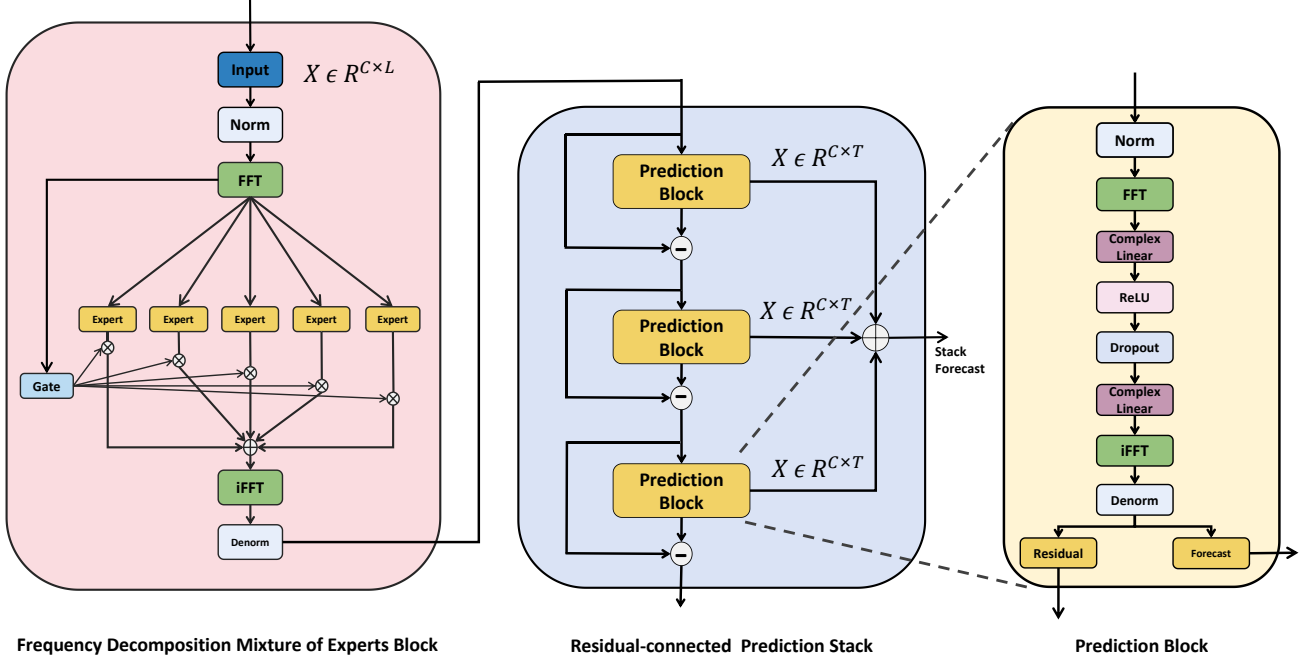 Input
X ϵ R^{C×L}
Norm
FFT
Expert
Expert
Expert
Expert
Expert
Gate
iFFT
Denorm
Frequency Decomposition Mixture of Experts Block
Prediction
Block
X ϵ R^{C×T}
Prediction
Block
X ϵ R^{C×T}
Stack
Forecast
Prediction
Block
X ϵ R^{C×T}
Residual-connected Prediction Stack
Norm
FFT
Complex
Linear
ReLU
Dropout
Complex
Linear
iFFT
Denorm
Residual
Forecast
Prediction Block